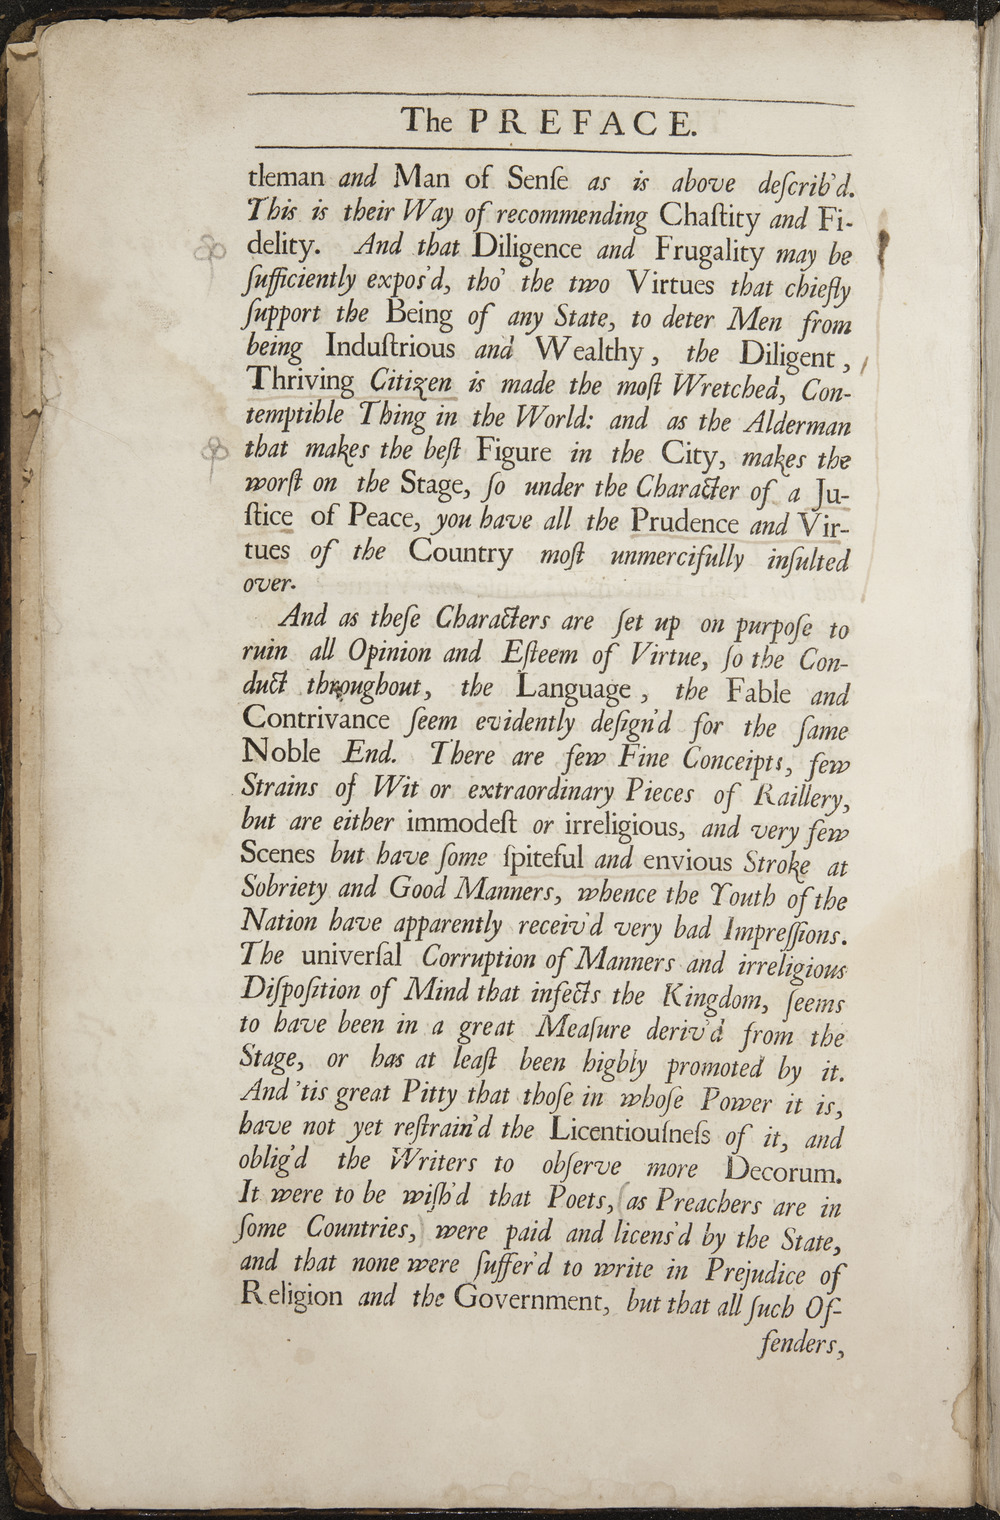 The PREFACE.
tleman and Man of Senſe as is above deſcrib'd.
This is their Way of recommending Chaſtity and Fi-
delity. And that Diligence and Frugality may be
ſufficiently expos'd, tho' the two Virtues that chiefly
ſupport the Being of any State, to deter Men from
being Induſtrious and Wealthy, the Diligent,
Thriving Citizen is made the moſt Wretched, Con-
temptible Thing in the World: and as the Alderman
that makes the beſt Figure in the City, makes the
worſt on the Stage, ſo under the Character of a Ju-
ſtice of Peace, you have all the Prudence and Vir-
tues of the Country moſt unmercifully inſulted
over.
And as theſe Characters are ſet up on purpoſe to
ruin all Opinion and Eſteem of Virtue, ſo the Con-
duct throughout, the Language, the Fable and
Contrivance ſeem evidently deſign'd for the ſame
Noble End. There are few Fine Conceipts, few
Strains of Wit or extraordinary Pieces of Raillery,
but are either immodeſt or irreligious, and very few
Scenes but have ſome ſpiteful and envious Stroke at
Sobriety and Good Manners, whence the Youth of the
Nation have apparently receiv'd very bad Impreſſions.
The univerſal Corruption of Manners and irreligious
Diſpoſition of Mind that infects the Kingdom, ſeems
to have been in a great Meaſure deriv'd from the
Stage, or has at leaſt been highly promoted by it.
And 'tis great Pitty that thoſe in whoſe Power it is,
have not yet reſtrain'd the Licentiouſneſs of it, and
oblig'd the Writers to obſerve more Decorum.
It were to be wiſh'd that Poets, (as Preachers are in
ſome Countries,) were paid and licens'd by the State,
and that none were ſuffer'd to write in Prejudice of
Religion and the Government, but that all ſuch Of-
fenders,